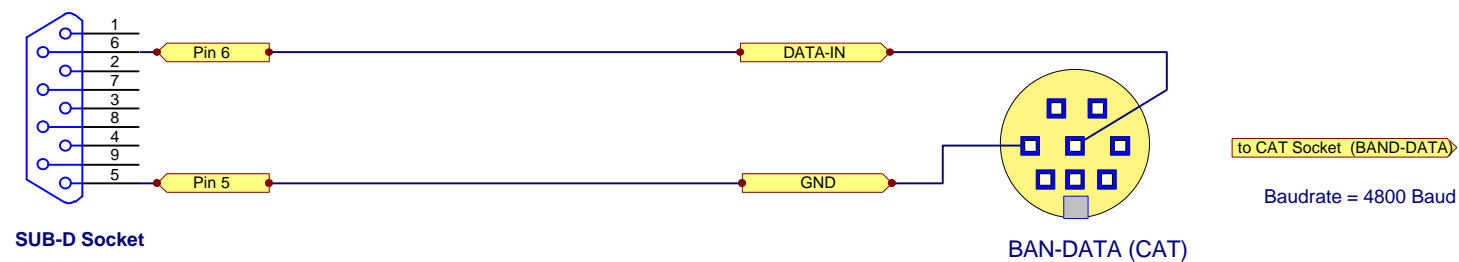 1
6
Pin 6
DATA-IN
2
7
3
8
4
to CAT Socket (BAND-DATA)
9
5
Pin 5
GND
Baudrate = 4800 Baud
SUB-D Socket
BAN-DATA (CAT)